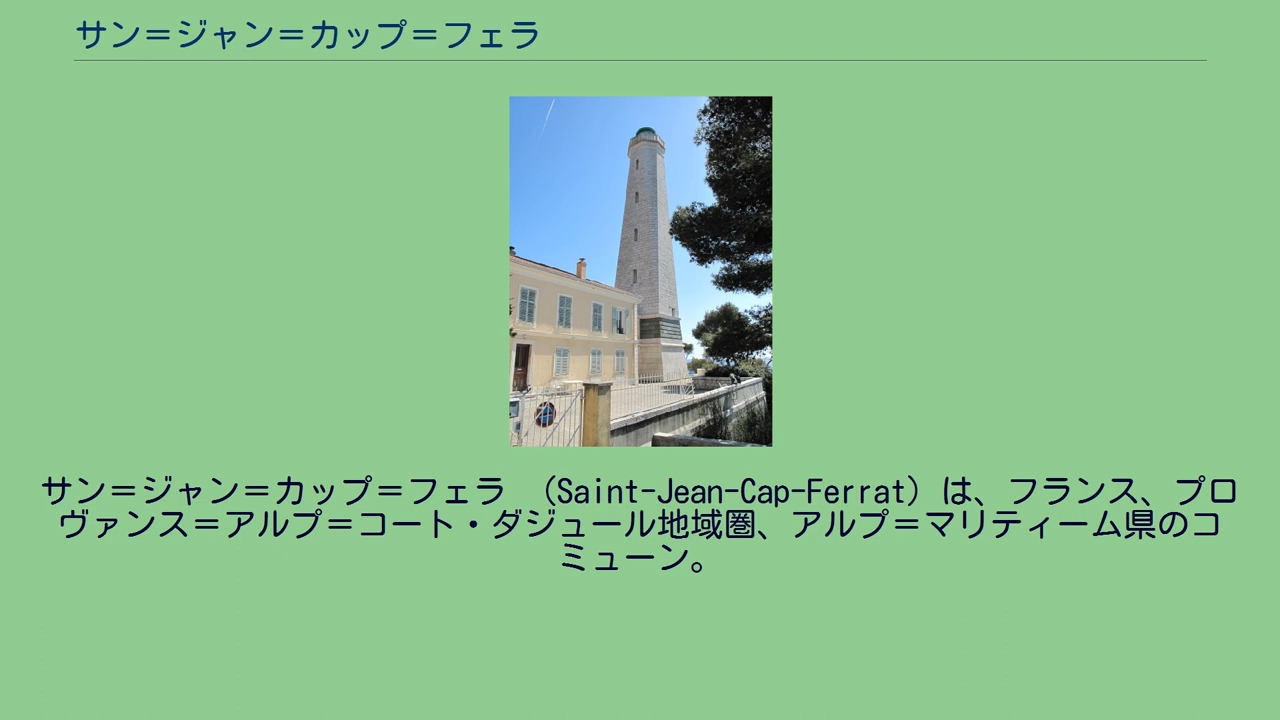 サン＝ジャン＝カップ＝フェラ
サン＝ジャン＝カップ＝フェラ （Saint-Jean-Cap-Ferrat）は、フランス、プロ
ヴァンス＝アルプ＝コート・ダジュール地域圏、アルプ＝マリティーム県のコ
ミューン。